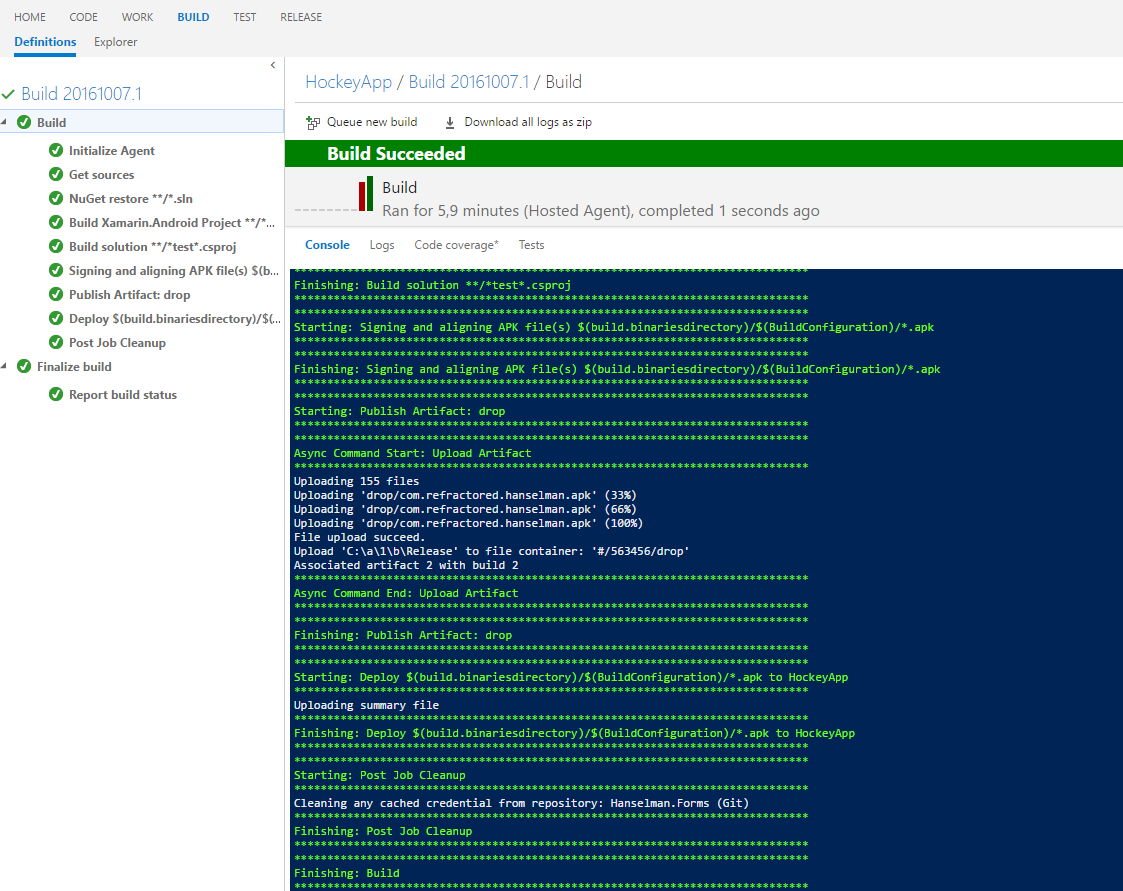 HOME CODE WORK BUILD TEST RELEASE
Definitions Explorer
Build 20161007.1
Build
Initialize Agent
Get sources
NuGet restore **/*.sln
Build Xamarin.Android Project **/*...
Build solution **/*test*.csproj
Signing and aligning APK file(s) $(b...
Publish Artifact: drop
Deploy $(build.binariesdirectory)/$(...
Post Job Cleanup
Finalize build
Report build status
HockeyApp / Build 20161007.1 / Build
Queue new build Download all logs as zip
Build Succeeded
Build
Ran for 5,9 minutes (Hosted Agent), completed 1 seconds ago
Console Logs Code coverage* Tests
******************************************************************************
Finishing: Build solution **/*test*.csproj
******************************************************************************
******************************************************************************
Starting: Signing and aligning APK file(s) $(build.binariesdirectory)/$(BuildConfiguration)/*.apk
******************************************************************************
******************************************************************************
Finishing: Signing and aligning APK file(s) $(build.binariesdirectory)/$(BuildConfiguration)/*.apk
******************************************************************************
******************************************************************************
Starting: Publish Artifact: drop
******************************************************************************
******************************************************************************
Async Command Start: Upload Artifact
******************************************************************************
Uploading 155 files
Uploading 'drop/com.refractored.hanselman.apk' (33%)
Uploading 'drop/com.refractored.hanselman.apk' (66%)
Uploading 'drop/com.refractored.hanselman.apk' (100%)
File upload succeed.
Upload 'C:\a\1\b\Release' to file container: '#/563456/drop'
Associated artifact 2 with build 2
******************************************************************************
Async Command End: Upload Artifact
******************************************************************************
******************************************************************************
Finishing: Publish Artifact: drop
******************************************************************************
******************************************************************************
Starting: Deploy $(build.binariesdirectory)/$(BuildConfiguration)/*.apk to HockeyApp
******************************************************************************
Uploading summary file
******************************************************************************
Finishing: Deploy $(build.binariesdirectory)/$(BuildConfiguration)/*.apk to HockeyApp
******************************************************************************
******************************************************************************
Starting: Post Job Cleanup
******************************************************************************
Cleaning any cached credential from repository: Hanselman.Forms (Git)
******************************************************************************
Finishing: Post Job Cleanup
******************************************************************************
******************************************************************************
Finishing: Build
******************************************************************************